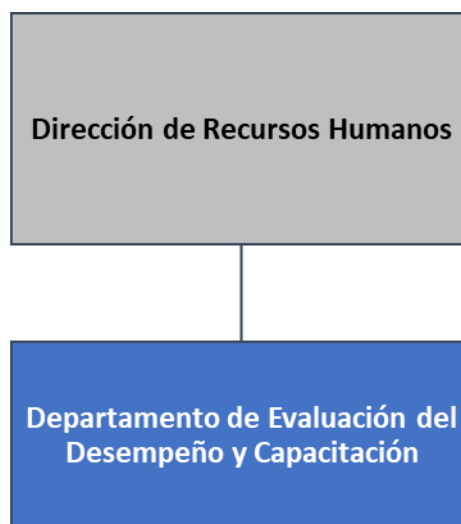 Dirección de Recursos Humanos
Departamento de Evaluación del
Desempeño y Capacitación